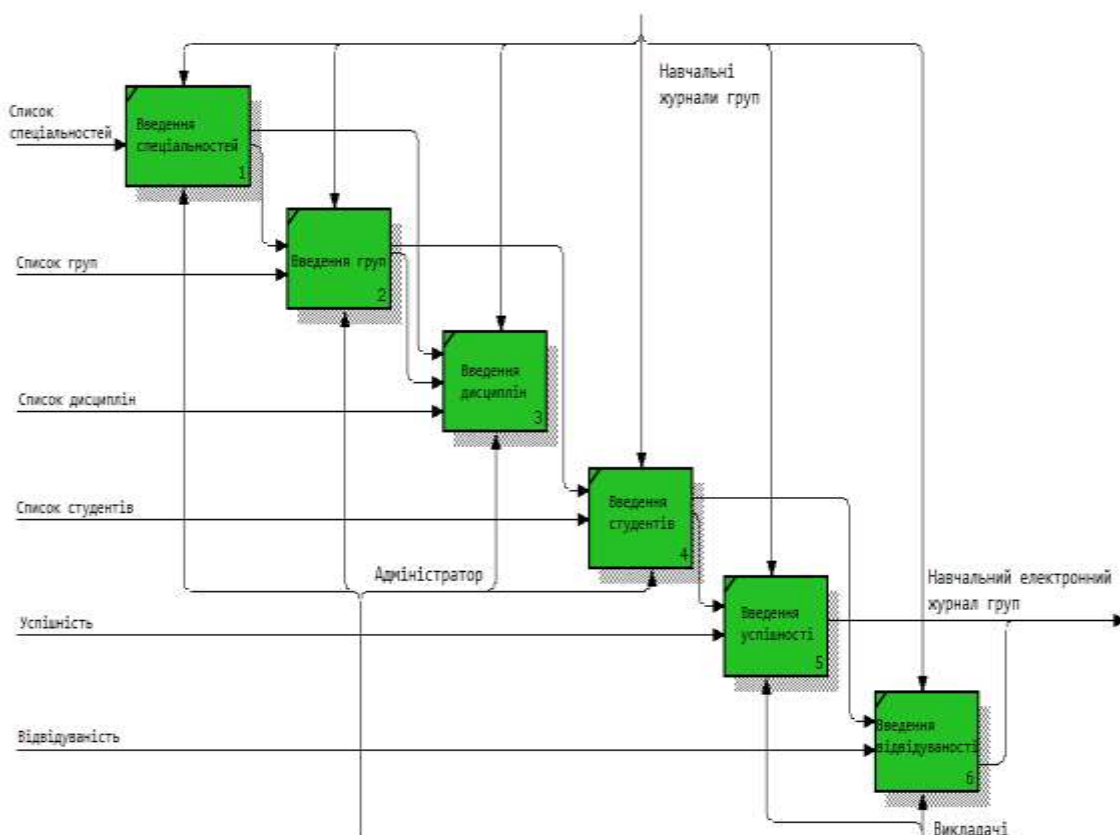 Навчальні
журнали груп
Список
спеціальностей
Введення
спеціальностей
1
Список груп
Введення груп
2
Список дисциплін
Введення
дисциплін
3
Список студентів
Введення
студентів
4
Адміністратор
Навчальний електронний
журнал груп
Успішність
Введення
успішності
5
Відвідуваність
Введення
відвідуваності
6
Викладачі